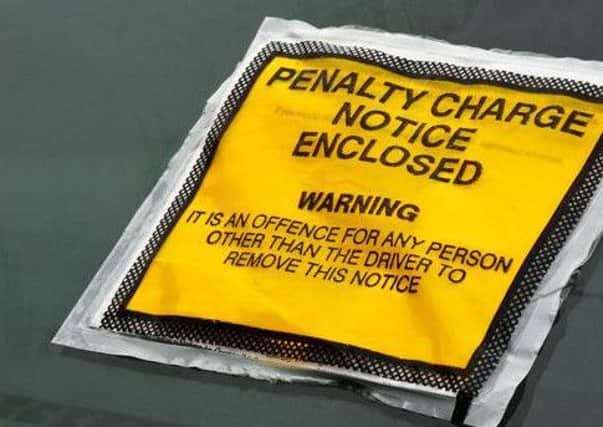 PENALTY CHARGE
NOTICE
ENCLOSED
WARNING
IT IS AN OFFENCE FOR ANY PERSON
OTHER THAN THE DRIVER TO
REMOVE THIS NOTICE